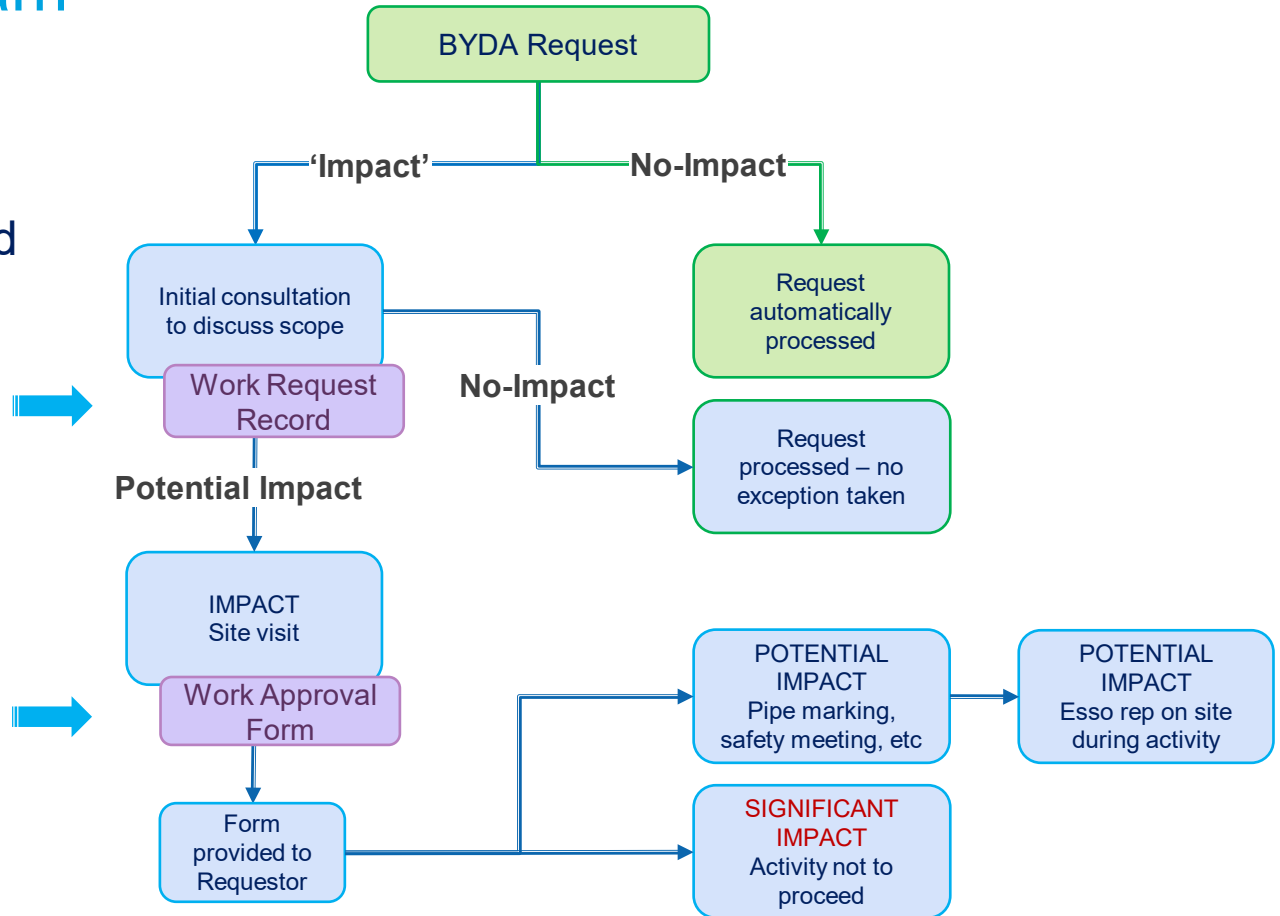 BYDA Request
‘Impact’
No-Impact
Initial consultation
to discuss scope
Request
automatically
processed
Work Request
Record
No-Impact
Request
processed – no
exception taken
Potential Impact
IMPACT
Site visit
Work Approval
Form
POTENTIAL
IMPACT
Pipe marking,
safety meeting, etc
POTENTIAL
IMPACT
Esso rep on site
during activity
Form
provided to
Requestor
SIGNIFICANT
IMPACT
Activity not to
proceed